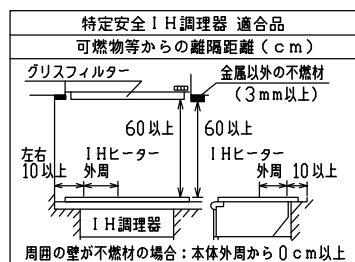 特定安全IH調理器 適合品
可燃物等からの離隔距離(cm)
グリスフィルター
金属以外の不燃材
(3mm以上)
60以上
60以上
左右
10以上
IHヒーター
外周
IHヒーター
外周
10以上
IH調理器
周囲の壁が不燃材の場合:本体外周から0cm以上